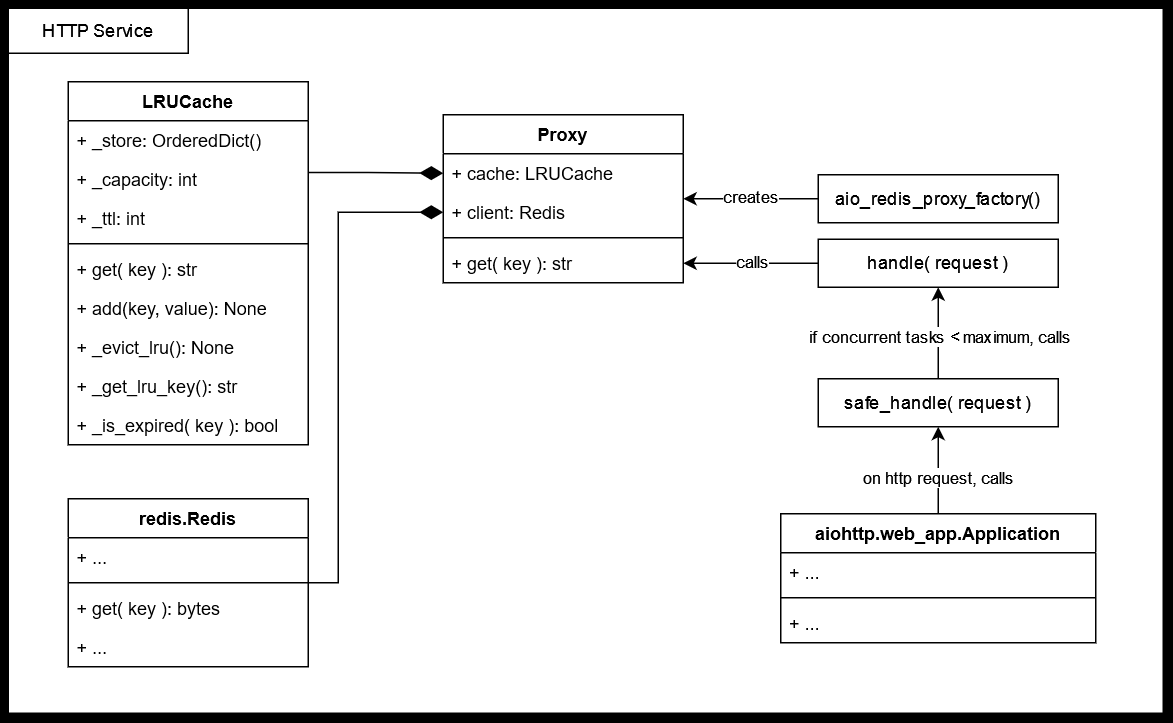 HTTP Service
LRUCache
+ _store: OrderedDict()
+ _capacity: int
+ _ttl: int
+ get( key ): str
+ add(key, value): None
+ _evict_lru(): None
+ _get_lru_key(): str
+ _is_expired( key ): bool
redis.Redis
+ ...
+ get( key ): bytes
+ ...
Proxy
+ cache: LRUCache
+ client: Redis
+ get( key ): str
creates
aio_redis_proxy_factory()
calls
handle( request )
if concurrent tasks < maximum, calls
safe_handle( request )
on http request, calls
aiohttp.web_app.Application
+ ...
+ ...